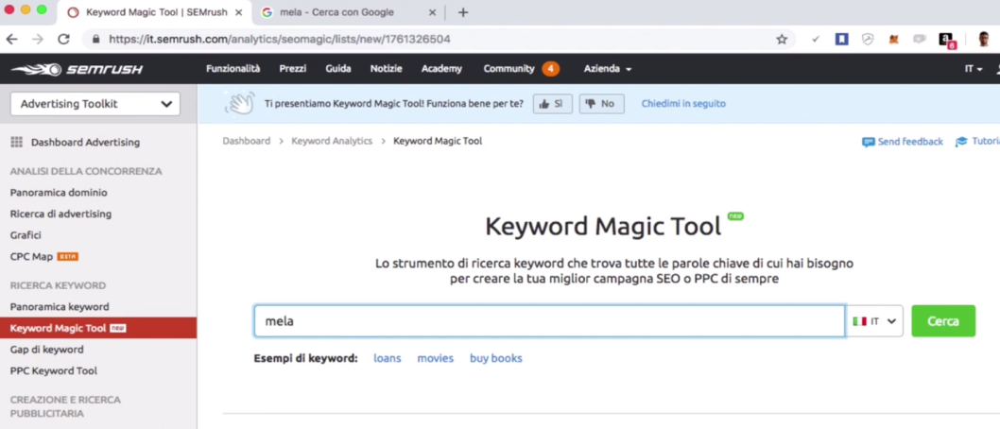 Keyword Magic Tool | SEMrush
mela - Cerca con Google
https://it.semrush.com/analytics/seomagic/lists/new/1761326504
a
6
semrush
Funzionalità Prezzi Guida Notizie Academy Community 4 Azienda IT
Advertising Toolkit
Ti presentiamo Keyword Magic Tool! Funziona bene per te? Sì No Chiedimi in seguito
Dashboard Advertising
Dashboard > Keyword Analytics > Keyword Magic Tool
Send feedback
ANALISI DELLA CONCORRENZA
Panoramica dominio
Ricerca di advertising
Grafici
CPC Map BETA
RICERCA KEYWORD
Panoramica keyword
Keyword Magic Tool NEW
Gap di keyword
PPC Keyword Tool
CREAZIONE E RICERCA
PUBBLICITARIA
Keyword Magic Tool new
Lo strumento di ricerca keyword che trova tutte le parole chiave di cui hai bisogno
per creare la tua miglior campagna SEO o PPC di sempre
mela IT Cerca
Esempi di keyword: loans movies buy books